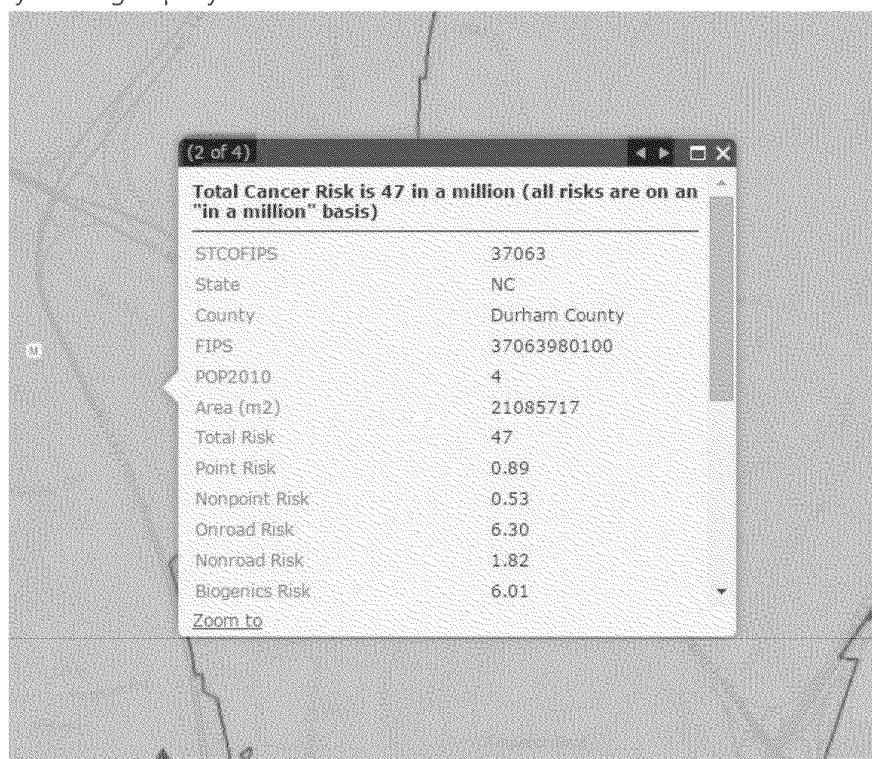 (2 of 4)
Total Cancer Risk is 47 in a million (all risks are on an
"in a million" basis)
STCOFIPS 37063
State NC
County Durham County
FIPS 37063980100
POP2010 4
Area (m2) 21085717
Total Risk 47
Point Risk 0.89
Nonpoint Risk 0.53
Onroad Risk 6.30
Nonroad Risk 1.82
Biogenics Risk 6.01
Zoom to
M